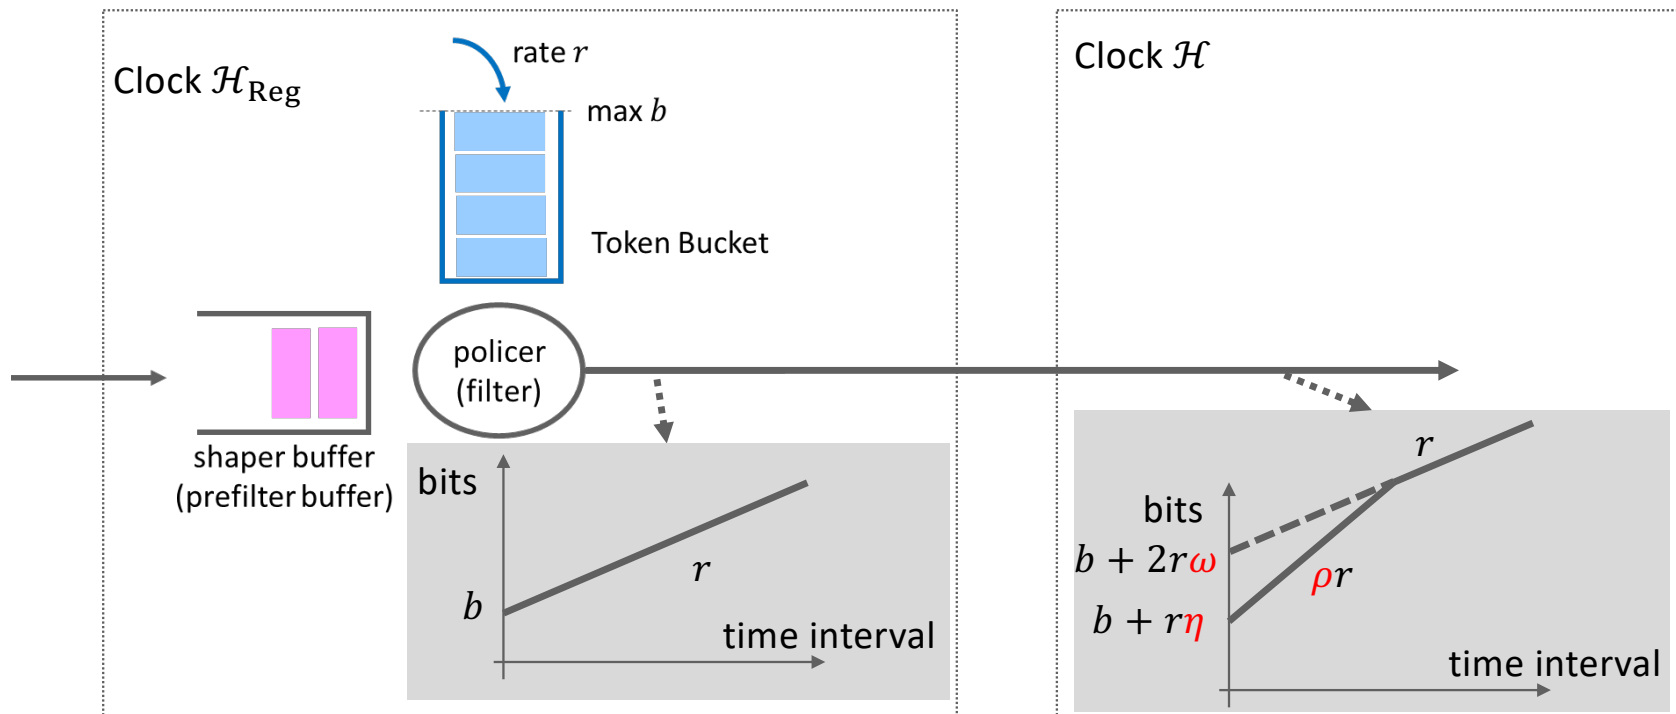 Clock ℋ_Reg
rate r
max b
Token Bucket
policer
(filter)
shaper buffer
(prefilter buffer)
bits
b
r
time interval
Clock ℋ
r
bits
b + 2rω
ρr
b + rη
time interval